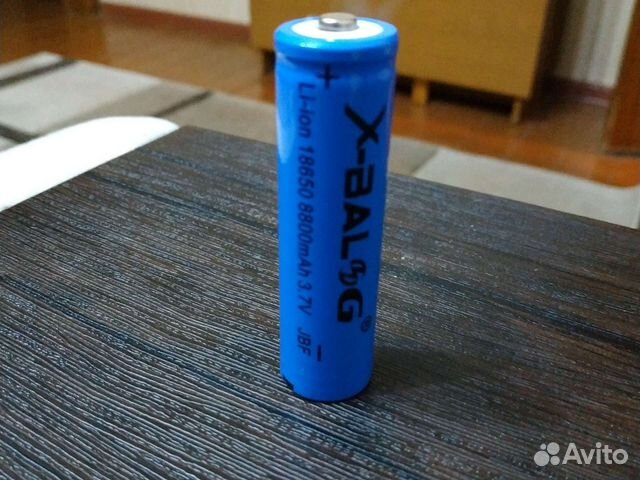 +
X-BALOG®
Li-ion 18650 8800mAh 3.7V JBF
−
Avito